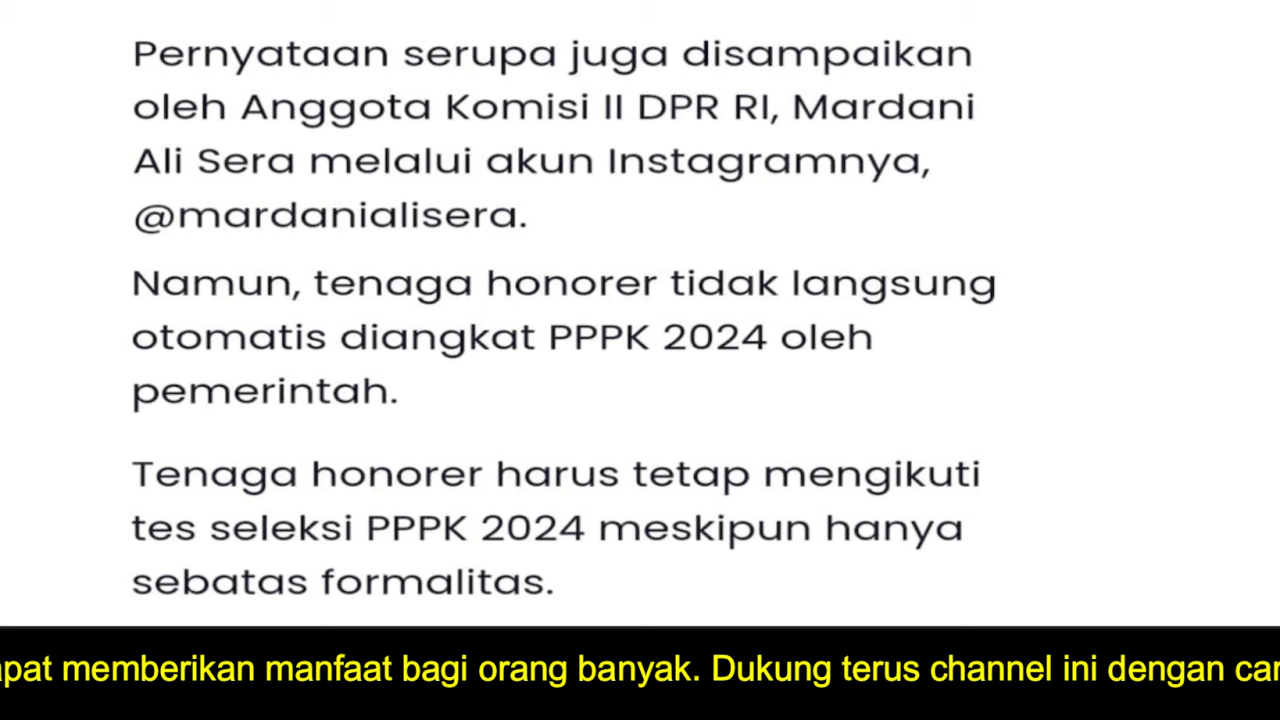 Pernyataan serupa juga disampaikan
oleh Anggota Komisi II DPR RI, Mardani
Ali Sera melalui akun Instagramnya,
@mardanialisera.
Namun, tenaga honorer tidak langsung
otomatis diangkat PPPK 2024 oleh
pemerintah.
Tenaga honorer harus tetap mengikuti
tes seleksi PPPK 2024 meskipun hanya
sebatas formalitas.
memberikan manfaat bagi orang banyak. Dukung terus channel ini dengan